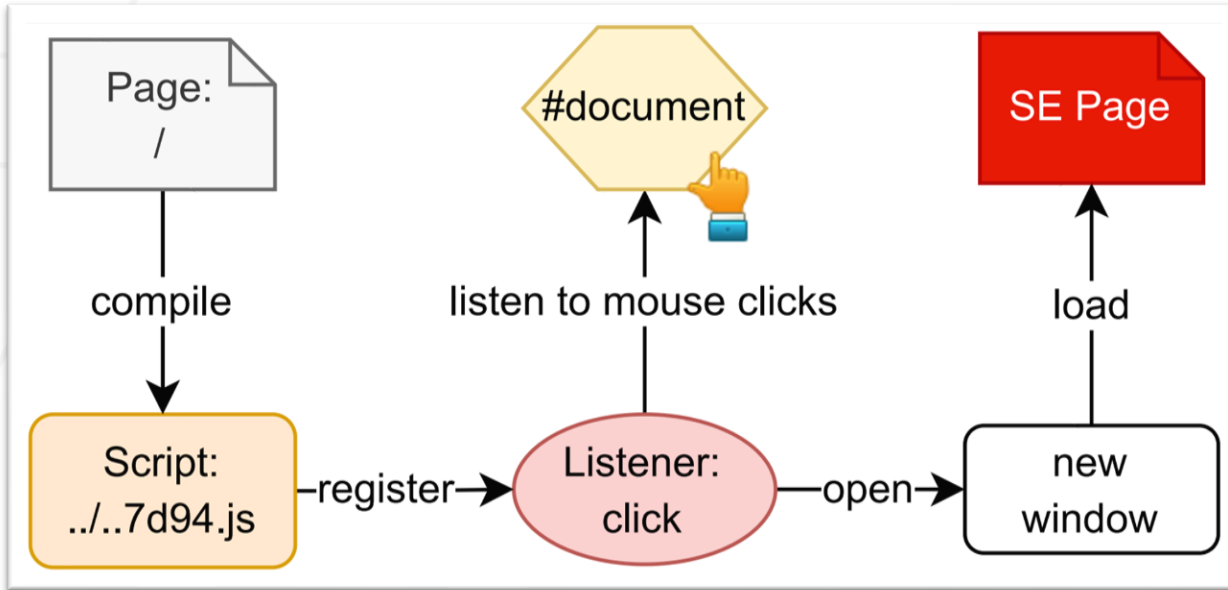 Page:
/
#document
SE Page
compile
listen to mouse clicks
load
Script:
../..7d94.js
register
Listener:
click
open
new
window